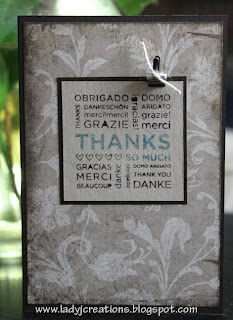 OBRIGADO
DOMO
DANKESCHÖN
ARIGATO
THANKS
merci!merci!
¡gracias!
grazie!
GRAZIE
merci
THANKS
SO MUCH
GRACIAS
DOMO ARIGATO
MERCI
danke
THANK YOU
BEAUCOUP
DANKE
www.ladyjcreations.blogspot.com